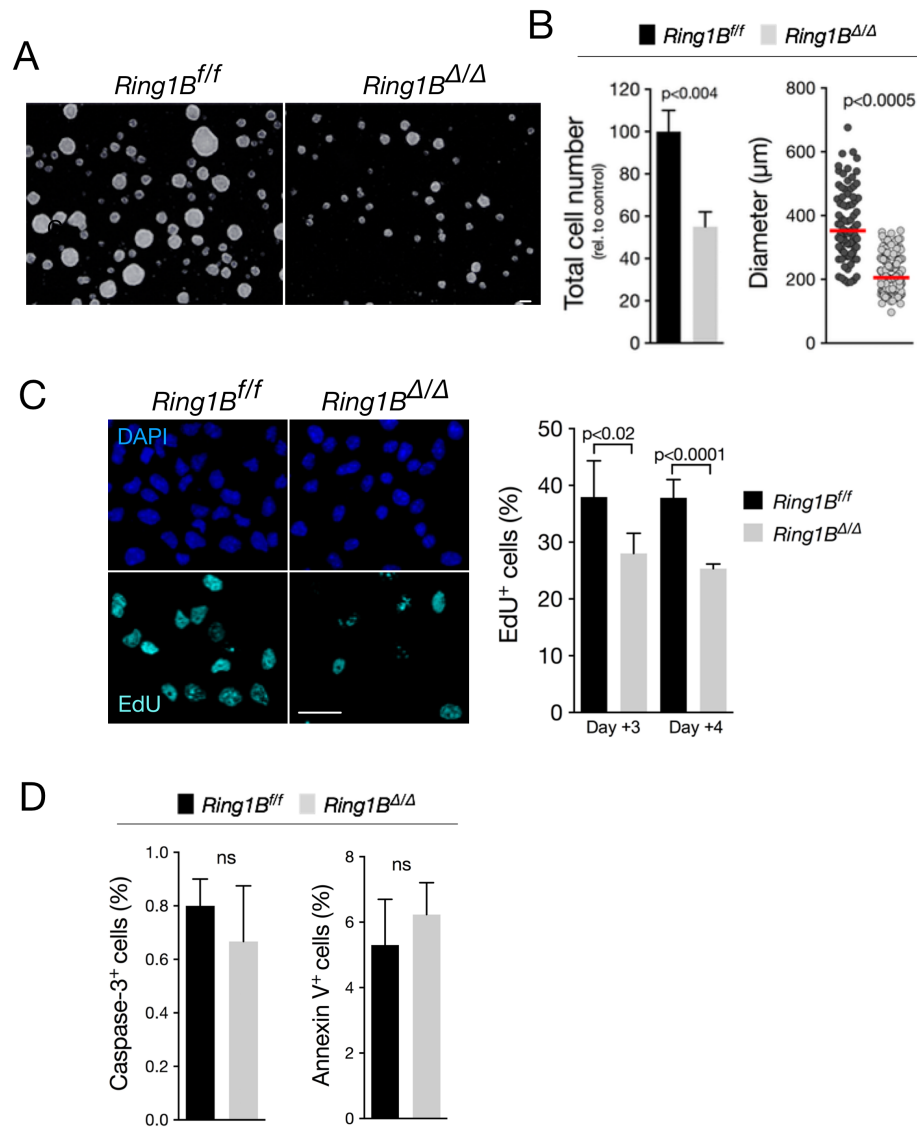 A
Ring1B^f/f
Ring1B^Δ/Δ
B
Ring1B^f/f Ring1B^Δ/Δ
Total cell number
(rel. to control)
p<0.004
120
100
80
60
40
20
0
Diameter (μm)
p<0.0005
800
600
400
200
0
C
Ring1B^f/f
Ring1B^Δ/Δ
DAPI
EdU
EdU⁺ cells (%)
50
40
30
20
10
0
p<0.02
p<0.0001
Day +3
Day +4
Ring1B^f/f
Ring1B^Δ/Δ
D
Ring1B^f/f Ring1B^Δ/Δ
Caspase-3⁺ cells (%)
1.0
0.8
0.6
0.4
0.2
0.0
ns
Annexin V⁺ cells (%)
8
6
4
2
0
ns